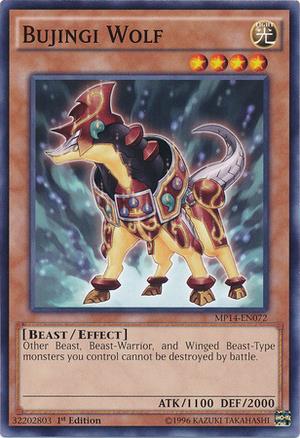 Bujingi Wolf
LIGHT
光
MP14-EN072
[Beast / Effect]
Other Beast, Beast-Warrior, and Winged Beast-Type
monsters you control cannot be destroyed by battle.
ATK/1100 DEF/2000
32202803 1st Edition ©1996 KAZUKI TAKAHASHI